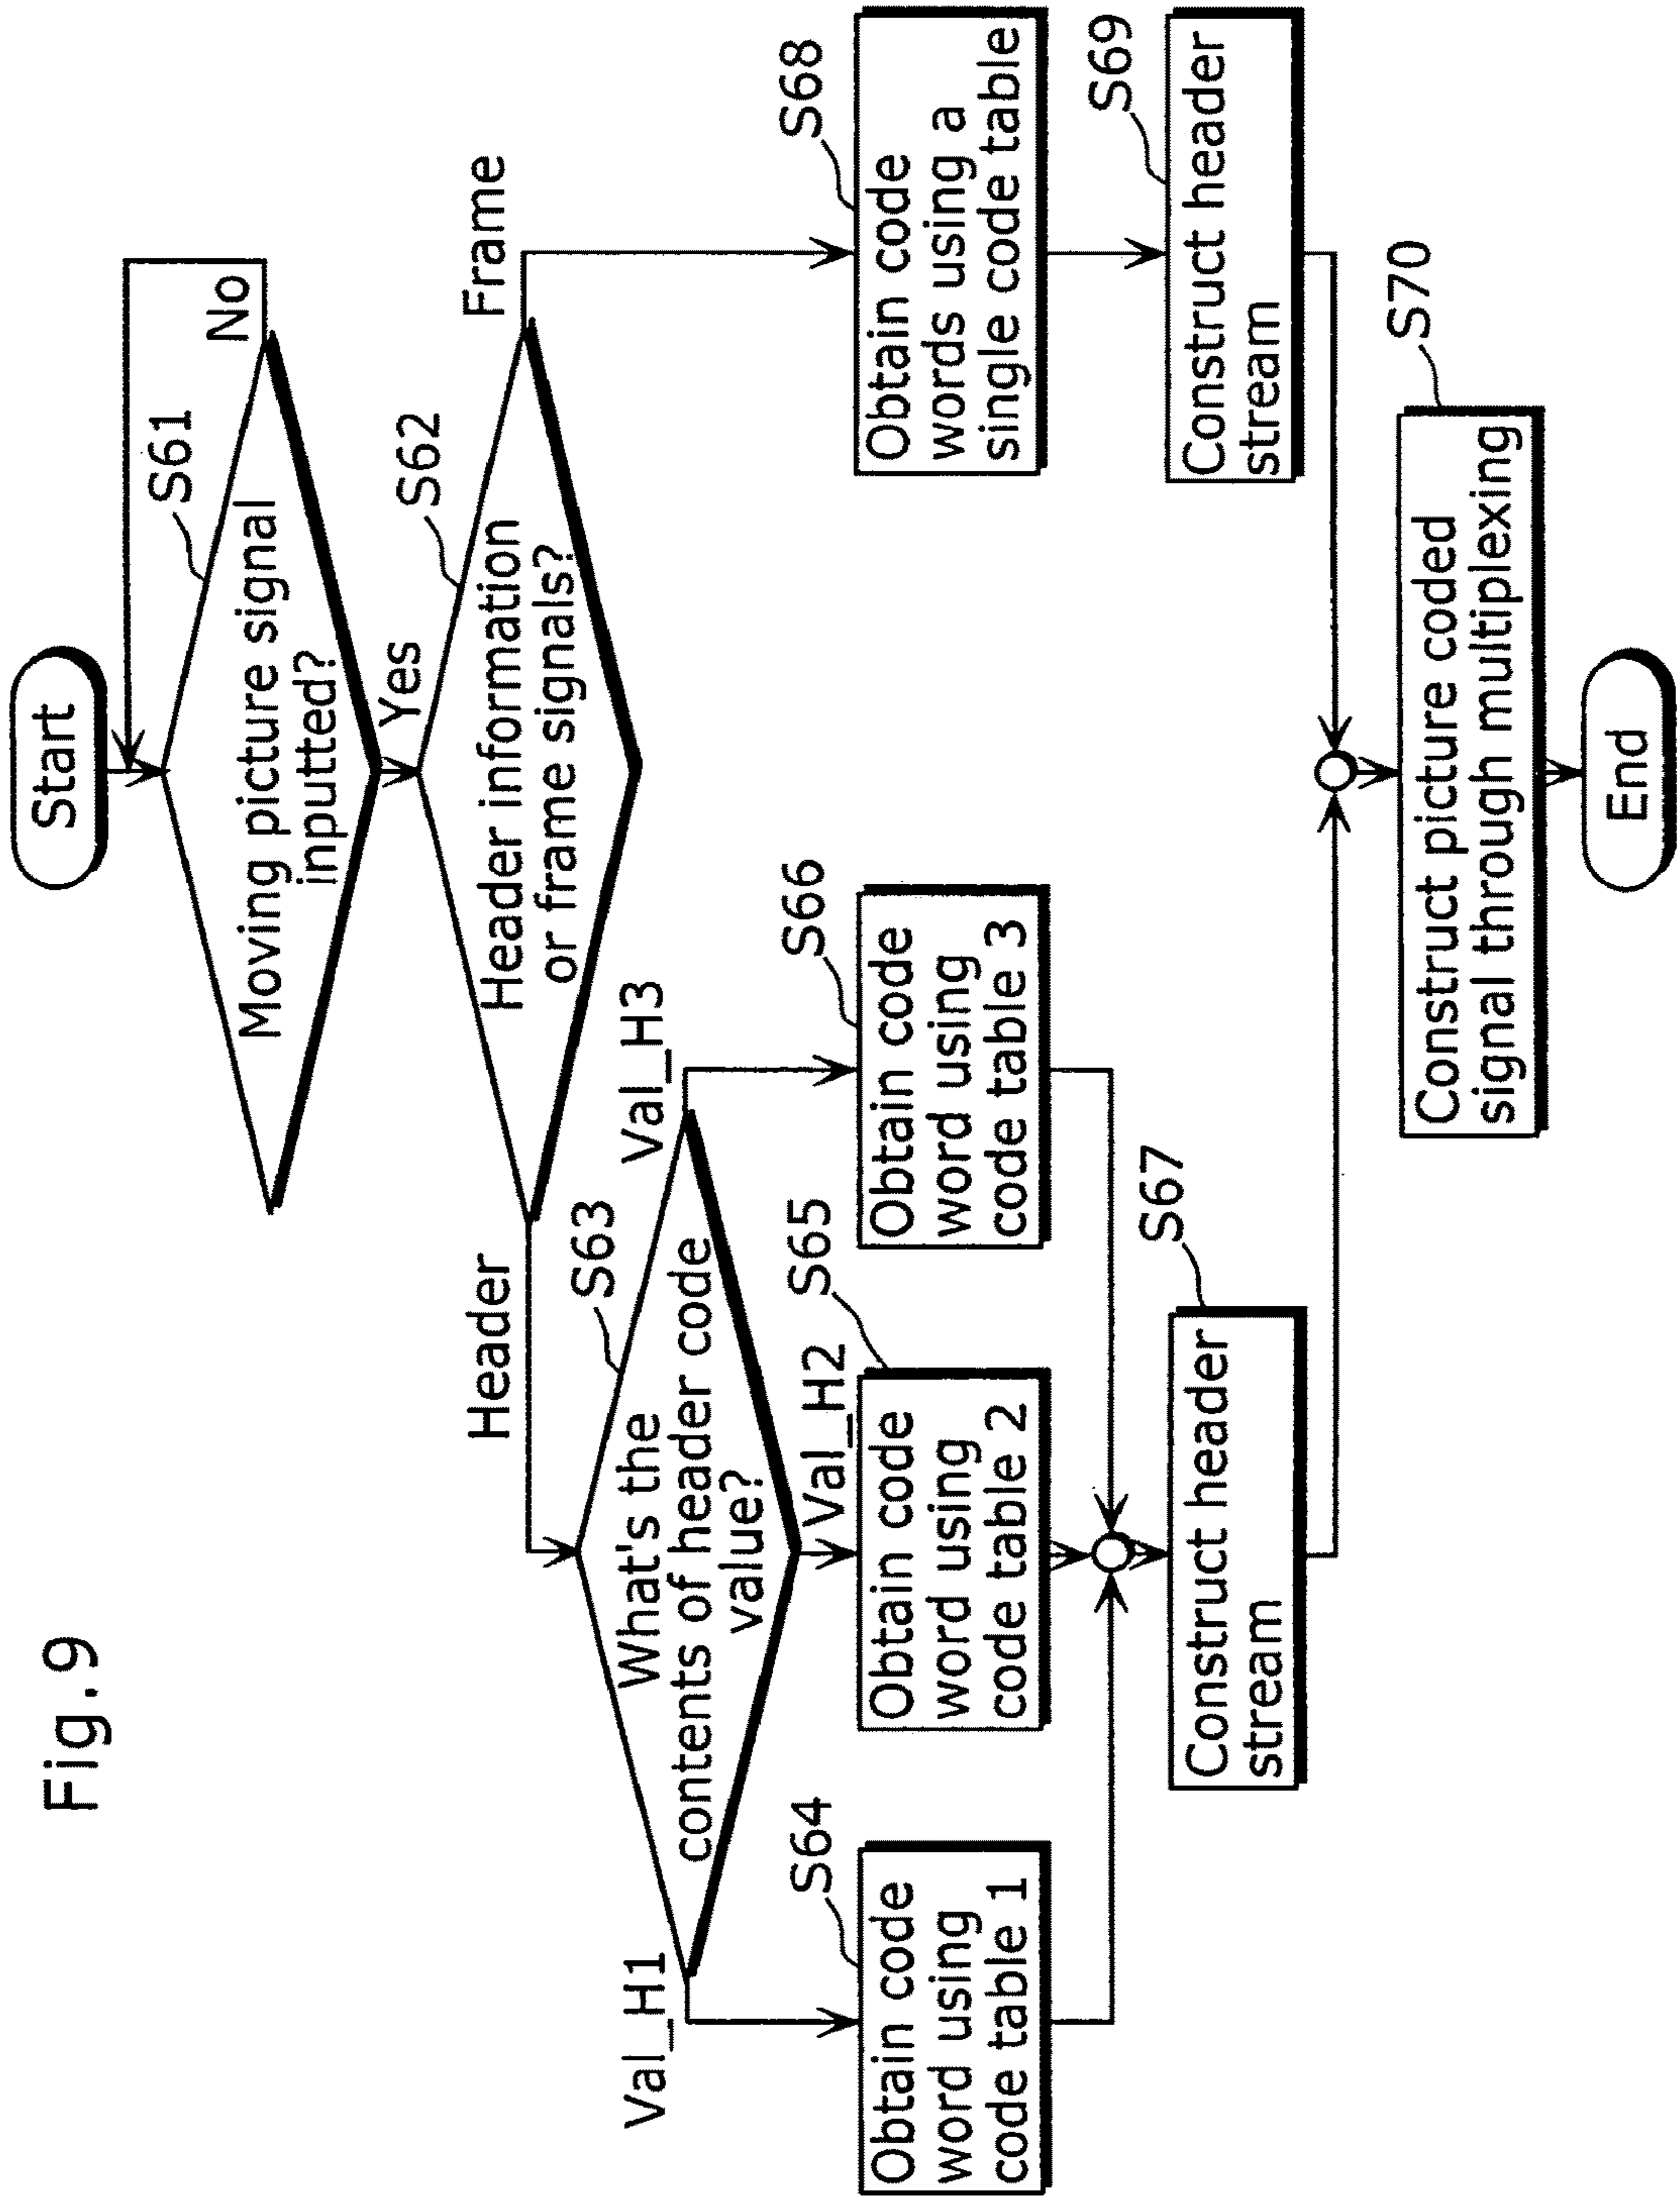 Fig.9
Start
S61
Moving picture signal
inputted?
No
Yes
S62
Header information
or frame signals?
Header
Frame
S63
What's the
contents of header code
value?
Val_H1
Val_H2
Val_H3
S64
Obtain code
word using
code table 1
S65
Obtain code
word using
code table 2
S66
Obtain code
word using
code table 3
S68
Obtain code
words using a
single code table
S67
Construct header
stream
S69
Construct header
stream
S70
Construct picture coded
signal through multiplexing
End